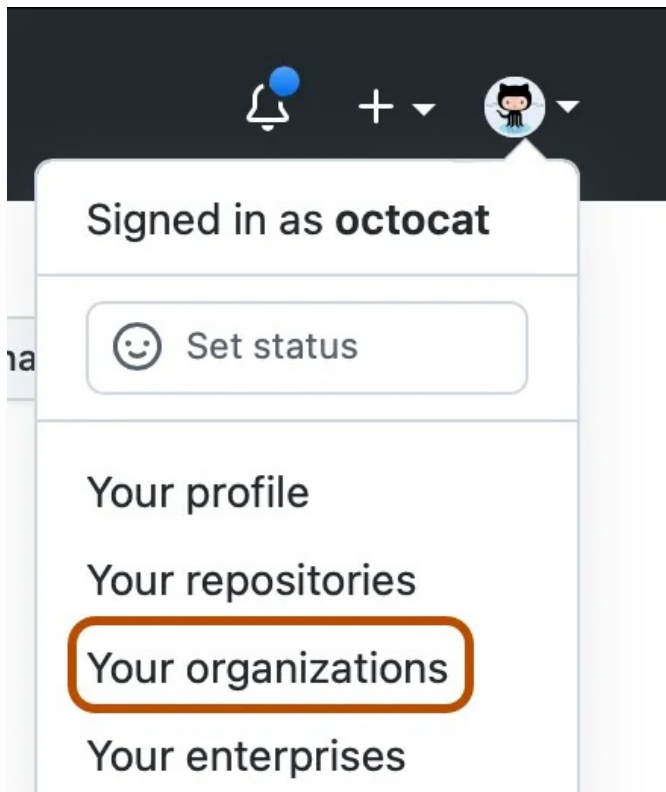 Signed in as octocat
Set status
Your profile
Your repositories
Your organizations
Your enterprises